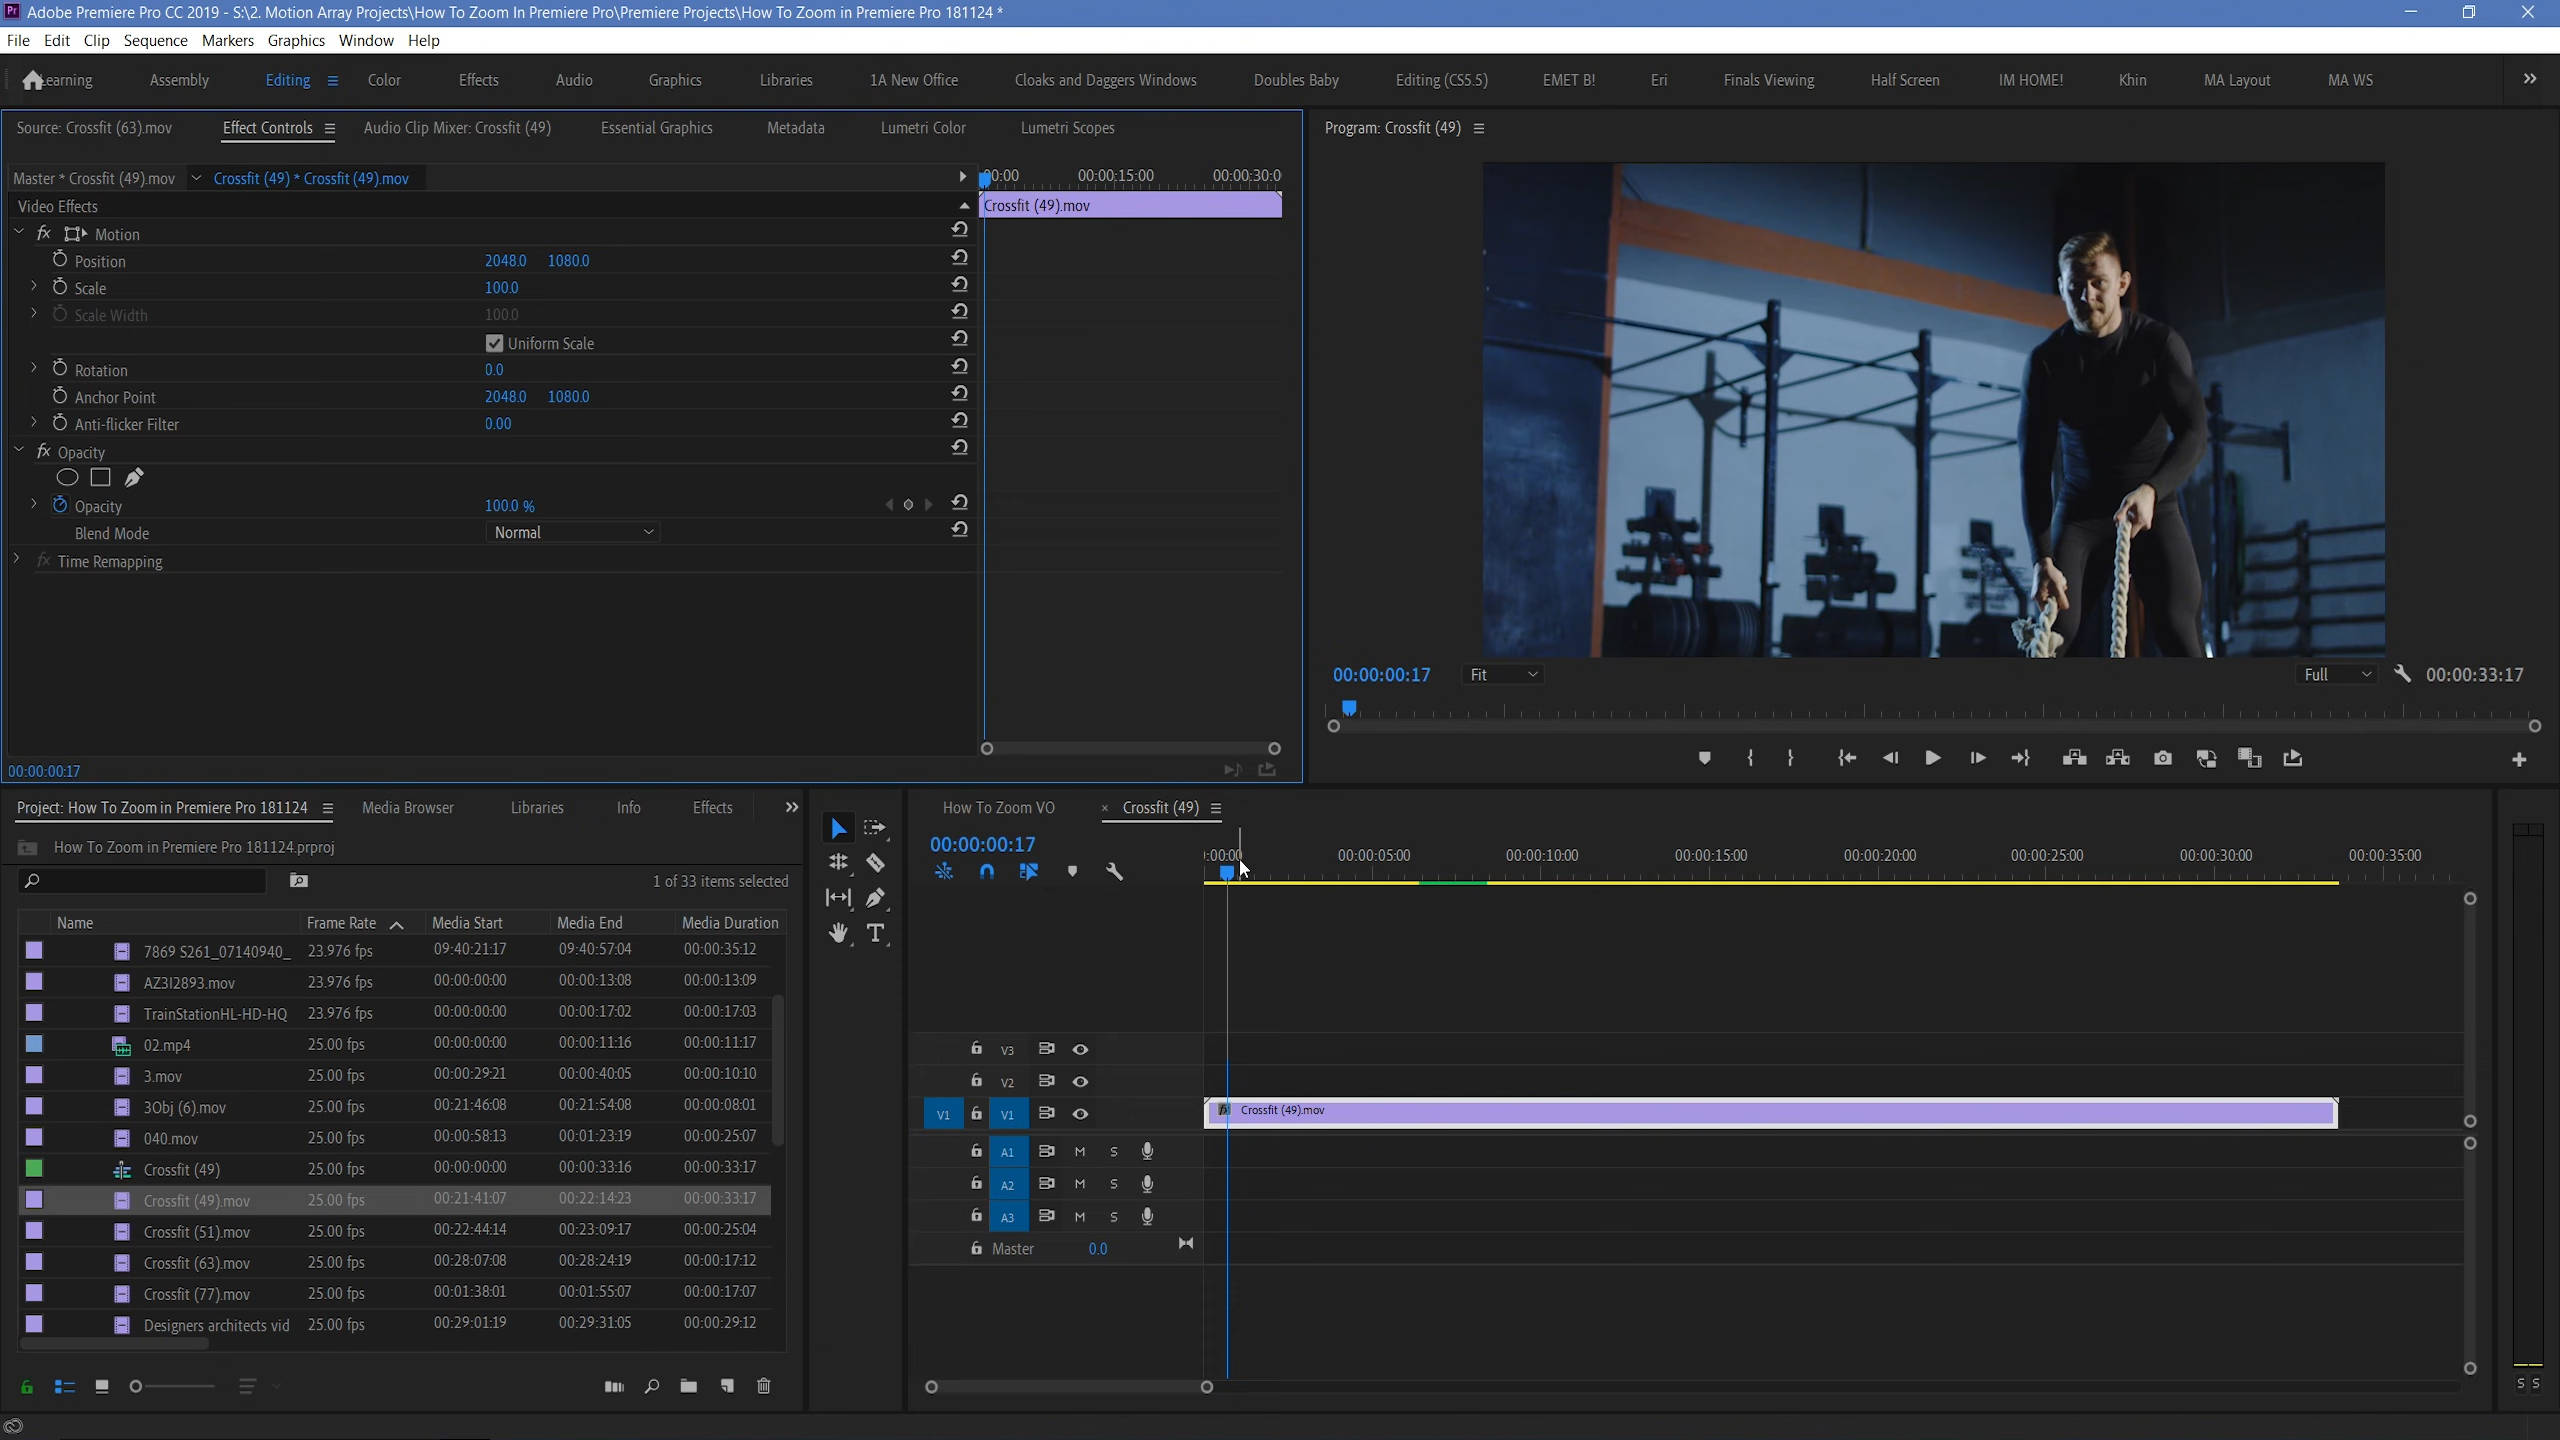 Adobe Premiere Pro CC 2019 - S:\2. Motion Array Projects\How To Zoom In Premiere Pro\Premiere Projects\How To Zoom in Premiere Pro 181124 *
File Edit Clip Sequence Markers Graphics Window Help
earning Assembly Editing Color Effects Audio Graphics Libraries 1A New Office Cloaks and Daggers Windows Doubles Baby Editing (CS5.5) EMET B! Eri Finals Viewing Half Screen IM HOME! Khin MA Layout MA WS
Source: Crossfit (63).mov Effect Controls Audio Clip Mixer: Crossfit (49) Essential Graphics Metadata Lumetri Color Lumetri Scopes
Master * Crossfit (49).mov Crossfit (49) * Crossfit (49).mov
00:00 00:00:15:00 00:00:30:0
Video Effects
Crossfit (49).mov
fx Motion
Position 2048.0 1080.0
Scale 100.0
Scale Width 100.0
Uniform Scale
Rotation 0.0
Anchor Point 2048.0 1080.0
Anti-flicker Filter 0.00
fx Opacity
Opacity 100.0 %
Blend Mode Normal
fx Time Remapping
00:00:00:17
Program: Crossfit (49)
00:00:00:17 Fit Full 00:00:33:17
Project: How To Zoom in Premiere Pro 181124 Media Browser Libraries Info Effects
How To Zoom in Premiere Pro 181124.prproj
1 of 33 items selected
Name Frame Rate Media Start Media End Media Duration
7869 S261_07140940_ 23.976 fps 09:40:21:17 09:40:57:04 00:00:35:12
AZ3I2893.mov 23.976 fps 00:00:00:00 00:00:13:08 00:00:13:09
TrainStationHL-HD-HQ 23.976 fps 00:00:00:00 00:00:17:02 00:00:17:03
02.mp4 25.00 fps 00:00:00:00 00:00:11:16 00:00:11:17
3.mov 25.00 fps 00:00:29:21 00:00:40:05 00:00:10:10
3Obj (6).mov 25.00 fps 00:21:46:08 00:21:54:08 00:00:08:01
040.mov 25.00 fps 00:00:58:13 00:01:23:19 00:00:25:07
Crossfit (49) 25.00 fps 00:00:00:00 00:00:33:16 00:00:33:17
Crossfit (49).mov 25.00 fps 00:21:41:07 00:22:14:23 00:00:33:17
Crossfit (51).mov 25.00 fps 00:22:44:14 00:23:09:17 00:00:25:04
Crossfit (63).mov 25.00 fps 00:28:07:08 00:28:24:19 00:00:17:12
Crossfit (77).mov 25.00 fps 00:01:38:01 00:01:55:07 00:00:17:07
Designers architects vid 25.00 fps 00:29:01:19 00:29:31:05 00:00:29:12
How To Zoom VO × Crossfit (49)
00:00:00:17
:00:00 00:00:05:00 00:00:10:00 00:00:15:00 00:00:20:00 00:00:25:00 00:00:30:00 00:00:35:00
V3
V2
V1 V1 fx Crossfit (49).mov
A1 M S
A2 M S
A3 M S
Master 0.0
S S